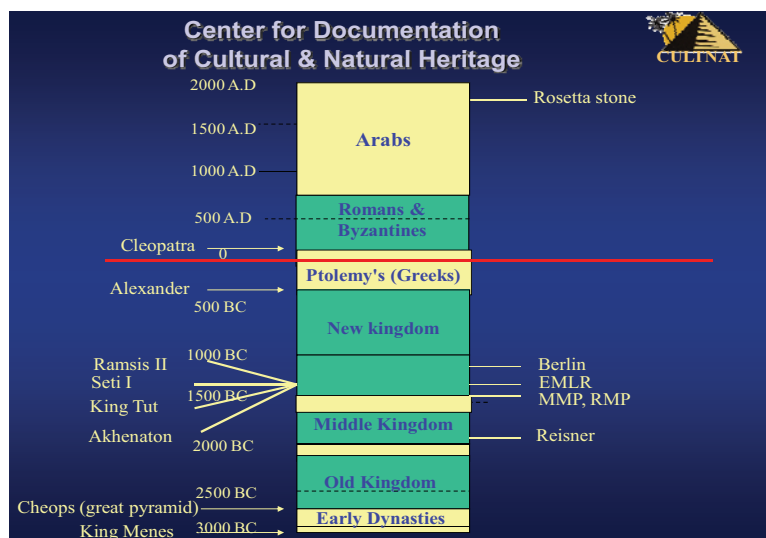 Center for Documentation
of Cultural & Natural Heritage
CULTNAT
2000 A.D
Rosetta stone
1500 A.D
Arabs
1000 A.D
500 A.D
Romans &
Byzantines
Cleopatra
0
Ptolemy's (Greeks)
Alexander
500 BC
New kingdom
1000 BC
Ramsis II
Berlin
Seti I
EMLR
1500 BC
MMP, RMP
King Tut
Middle Kingdom
Akhenaton
Reisner
2000 BC
Old Kingdom
2500 BC
Cheops (great pyramid)
Early Dynasties
King Menes
3000 BC